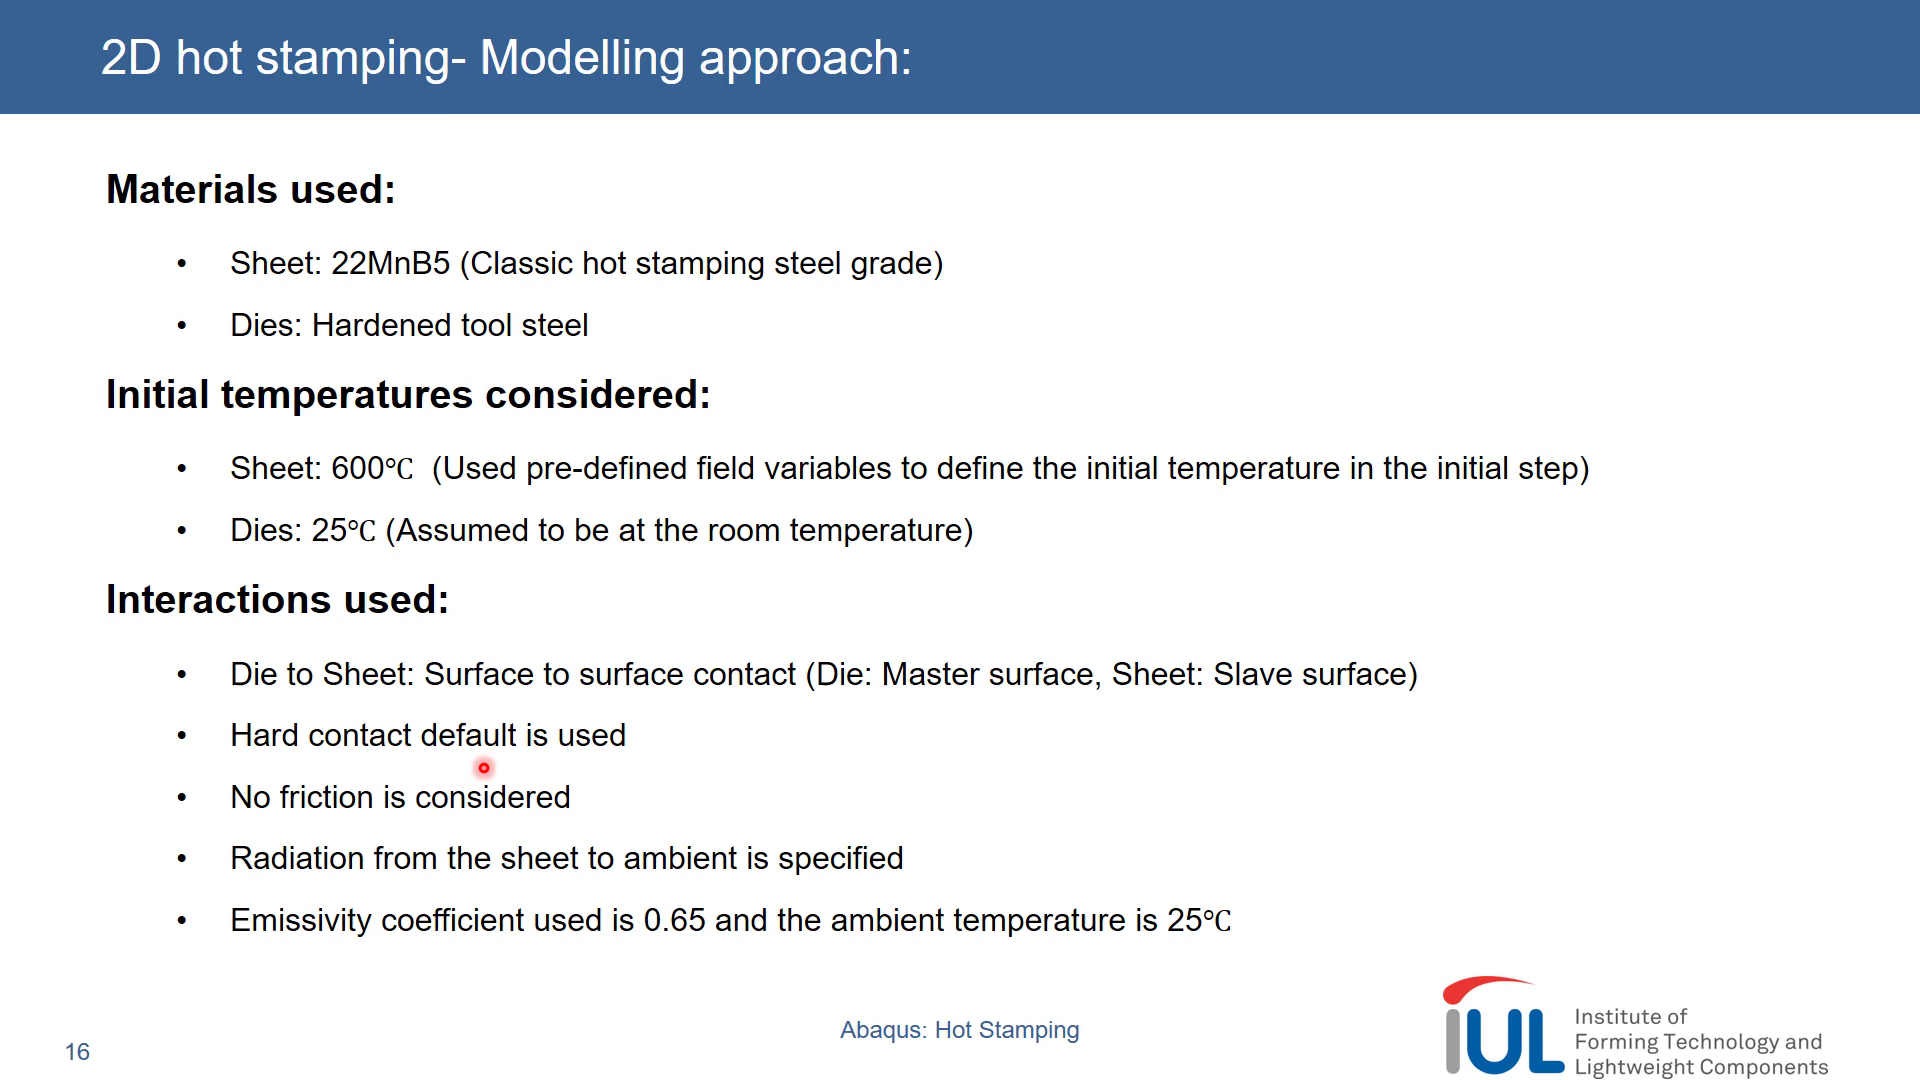 2D hot stamping- Modelling approach:
Materials used:
• Sheet: 22MnB5 (Classic hot stamping steel grade)
• Dies: Hardened tool steel
Initial temperatures considered:
• Sheet: 600℃ (Used pre-defined field variables to define the initial temperature in the initial step)
• Dies: 25℃ (Assumed to be at the room temperature)
Interactions used:
• Die to Sheet: Surface to surface contact (Die: Master surface, Sheet: Slave surface)
• Hard contact default is used
• No friction is considered
• Radiation from the sheet to ambient is specified
• Emissivity coefficient used is 0.65 and the ambient temperature is 25℃
16
Abaqus: Hot Stamping
IUL
Institute of
Forming Technology and
Lightweight Components